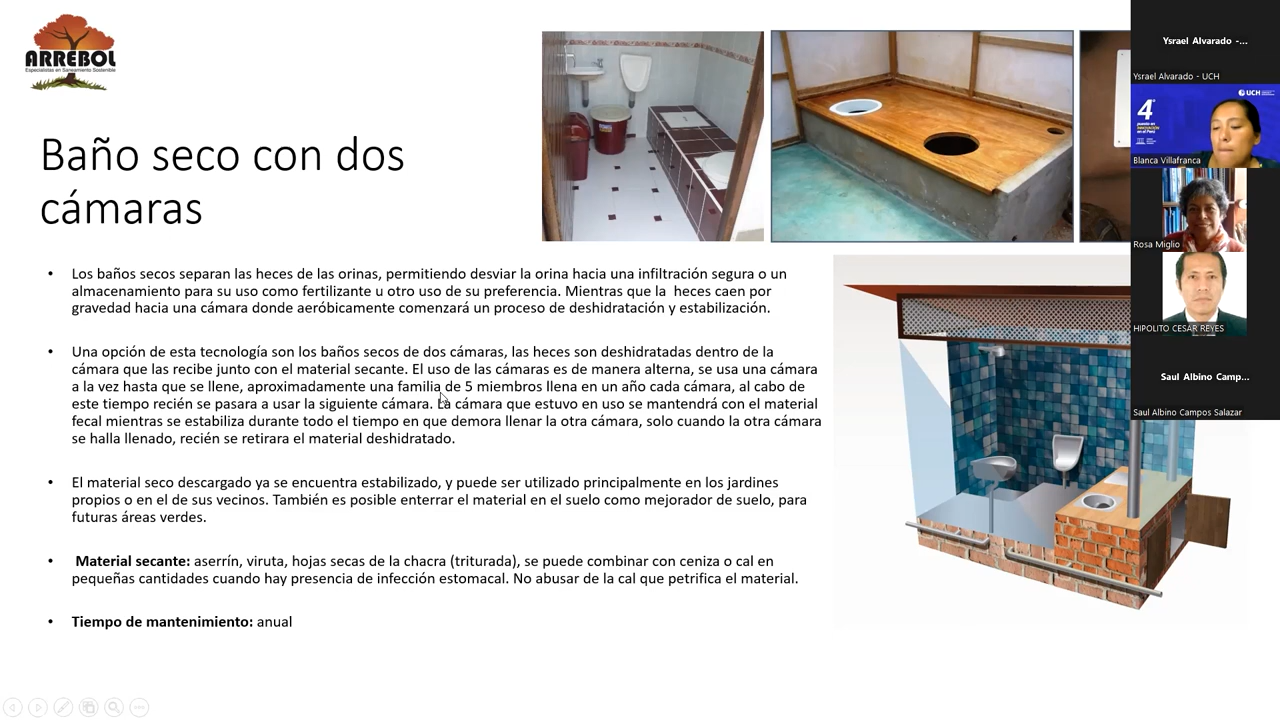 ARREBOL
Especialistas en Saneamiento Sostenible
Baño seco con dos
cámaras
• Los baños secos separan las heces de las orinas, permitiendo desviar la orina hacia una infiltración segura o un
almacenamiento para su uso como fertilizante u otro uso de su preferencia. Mientras que la heces caen por
gravedad hacia una cámara donde aeróbicamente comenzará un proceso de deshidratación y estabilización.
• Una opción de esta tecnología son los baños secos de dos cámaras, las heces son deshidratadas dentro de la
cámara que las recibe junto con el material secante. El uso de las cámaras es de manera alterna, se usa una cámara
a la vez hasta que se llene, aproximadamente una familia de 5 miembros llena en un año cada cámara, al cabo de
este tiempo recién se pasara a usar la siguiente cámara. La cámara que estuvo en uso se mantendrá con el material
fecal mientras se estabiliza durante todo el tiempo en que demora llenar la otra cámara, solo cuando la otra cámara
se halla llenado, recién se retirara el material deshidratado.
• El material seco descargado ya se encuentra estabilizado, y puede ser utilizado principalmente en los jardines
propios o en el de sus vecinos. También es posible enterrar el material en el suelo como mejorador de suelo, para
futuras áreas verdes.
• Material secante: aserrín, viruta, hojas secas de la chacra (triturada), se puede combinar con ceniza o cal en
pequeñas cantidades cuando hay presencia de infección estomacal. No abusar de la cal que petrifica el material.
• Tiempo de mantenimiento: anual
Ysrael Alvarado -...
Ysrael Alvarado - UCH
UCH
4°
puesto en
INNOVACIÓN
en el Perú
Blanca Villafranca
Rosa Miglio
HIPOLITO CESAR REYES
Saul Albino Camp...
Saul Albino Campos Salazar